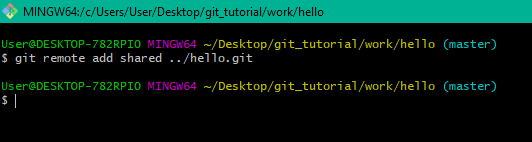 MINGW64:/c/Users/User/Desktop/git_tutorial/work/hello
User@DESKTOP-782RPIO MINGW64 ~/Desktop/git_tutorial/work/hello (master)
$ git remote add shared ../hello.git
User@DESKTOP-782RPIO MINGW64 ~/Desktop/git_tutorial/work/hello (master)
$